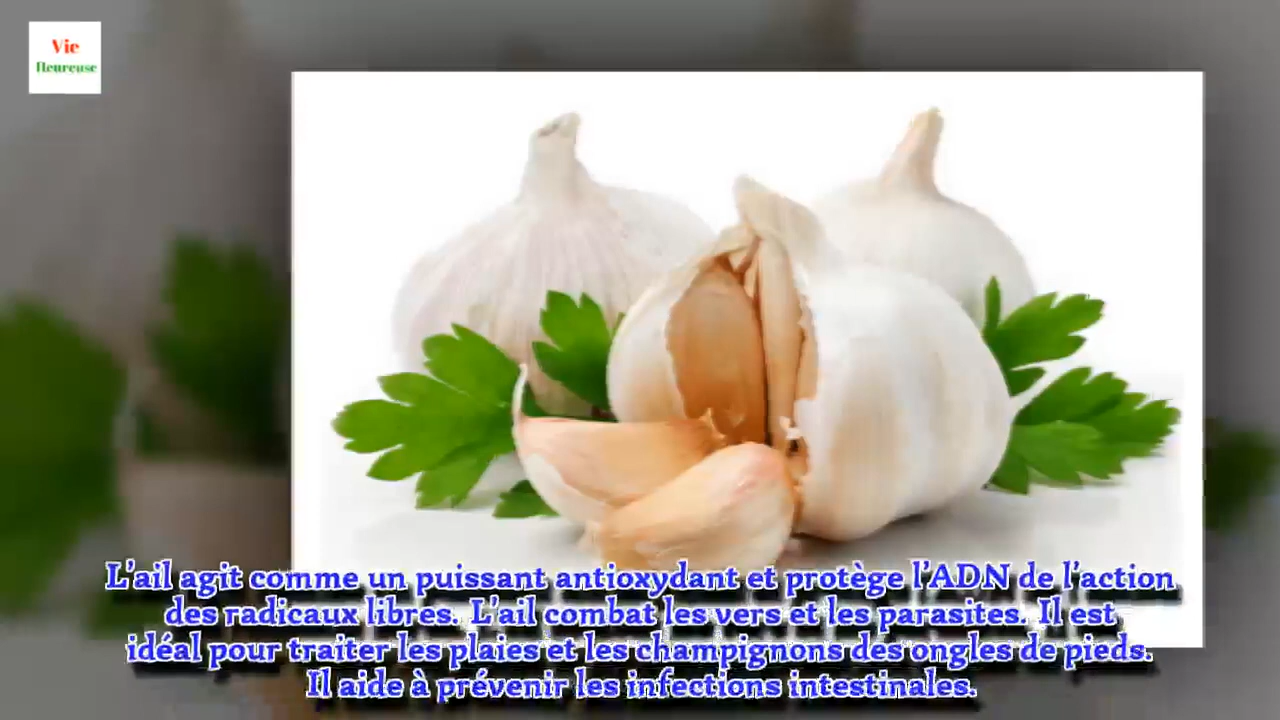 Vie
Heureuse
L'ail agit comme un puissant antioxydant et protège l'ADN de l'action
des radicaux libres. L'ail combat les vers et les parasites. Il est
idéal pour traiter les plaies et les champignons des ongles de pieds.
Il aide à prévenir les infections intestinales.